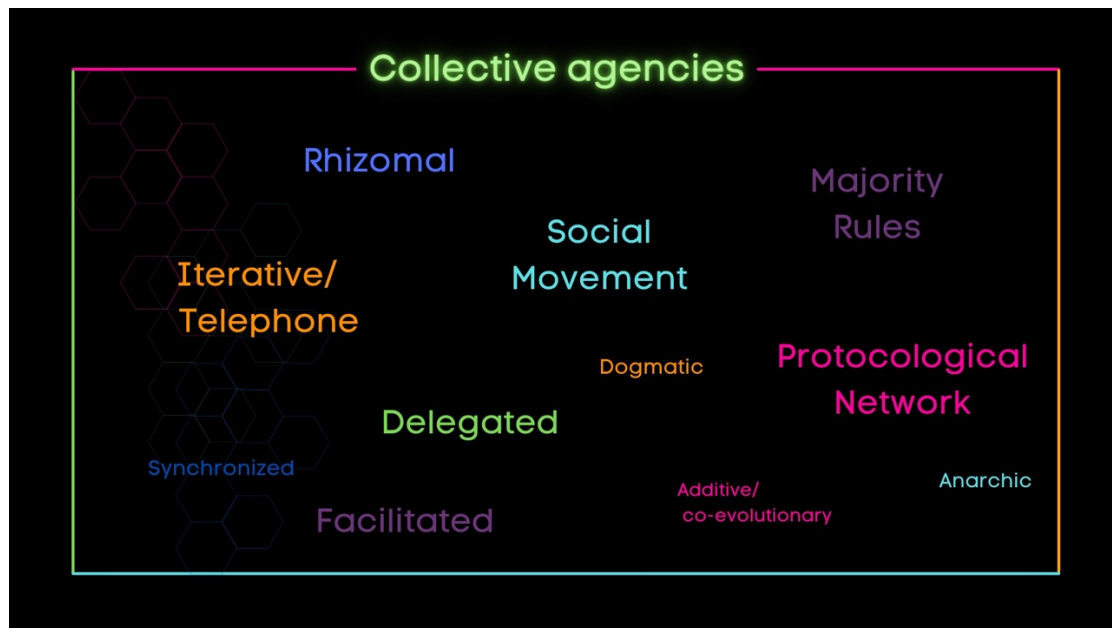 Collective agencies
Rhizomal
Majority
Rules
Social
Movement
Iterative/
Telephone
Protocological
Network
Dogmatic
Delegated
Synchronized
Anarchic
Additive/
co-evolutionary
Facilitated